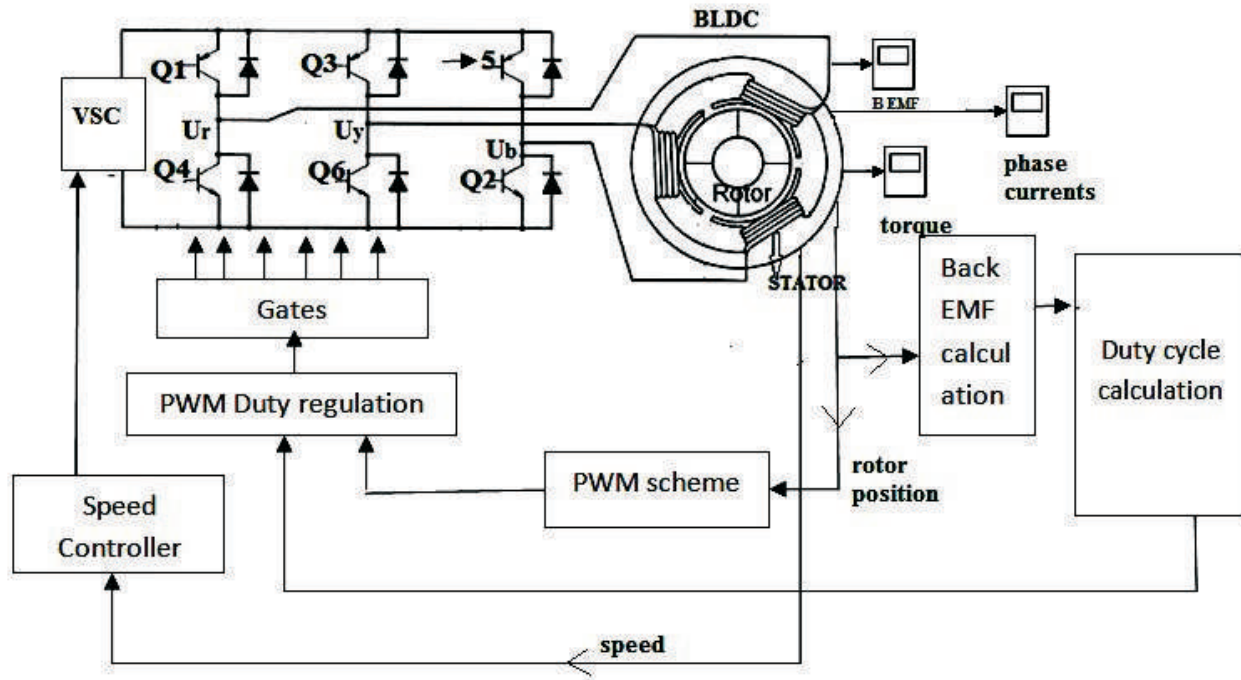 BLDC
Q1
Q3
5
VSC
B EMF
Ur
Uy
Ub
Q4
Q6
Q2
Rotor
phase
currents
torque
STATOR
Gates
Back
EMF
calcul
ation
Duty cycle
calculation
PWM Duty regulation
PWM scheme
rotor
position
Speed
Controller
speed